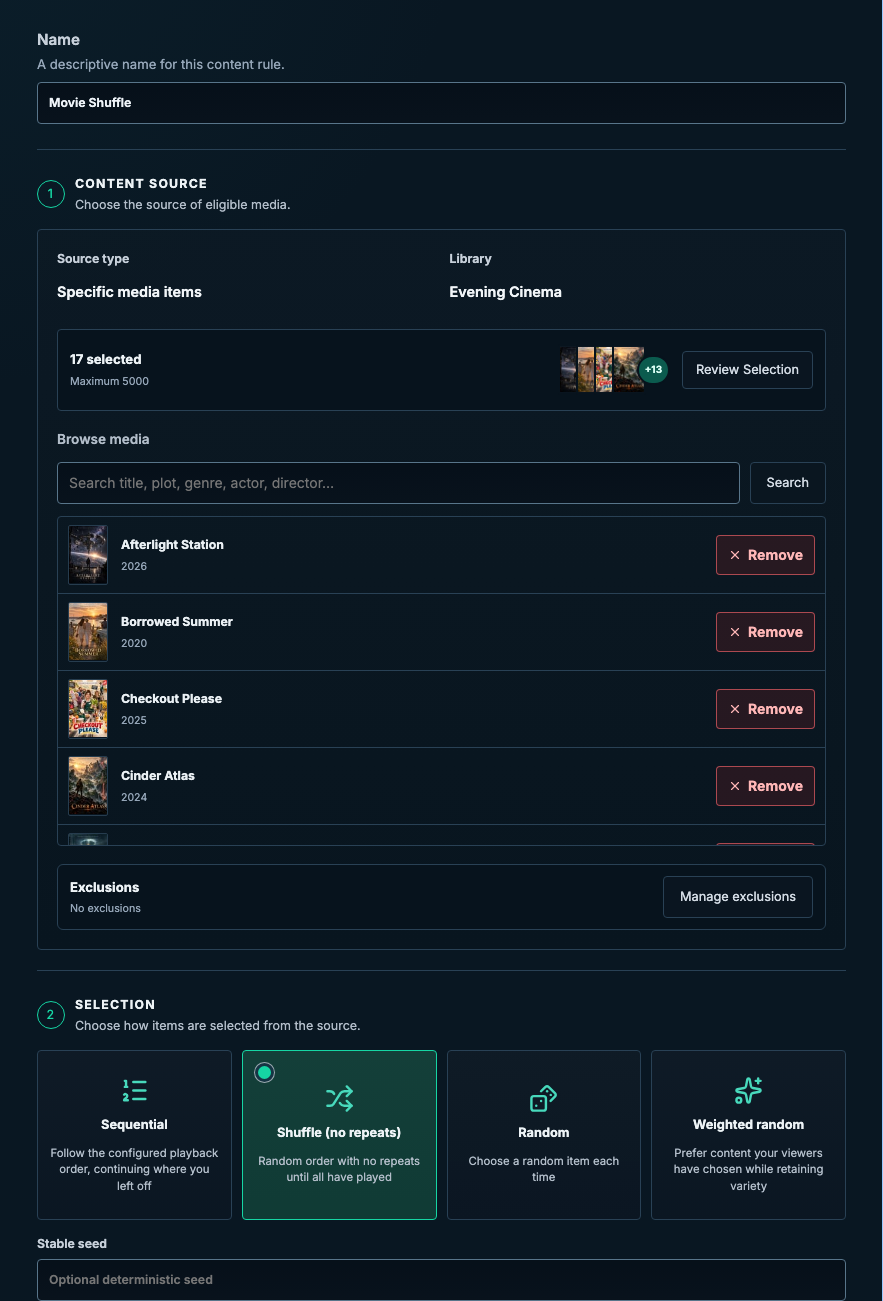 Name
A descriptive name for this content rule.
Movie Shuffle
1
CONTENT SOURCE
Choose the source of eligible media.
Source type
Library
Specific media items
Evening Cinema
17 selected
Maximum 5000
+13
Review Selection
Browse media
Search title, plot, genre, actor, director...
Search
Afterlight Station
2026
Remove
Borrowed Summer
2020
Remove
CHECKOUT
PLEASE
Checkout Please
2025
Remove
CINDER ATLAS
Cinder Atlas
2024
Remove
Exclusions
No exclusions
Manage exclusions
2
SELECTION
Choose how items are selected from the source.
Sequential
Follow the configured playback
order, continuing where you
left off
Shuffle (no repeats)
Random order with no repeats
until all have played
Random
Choose a random item each
time
Weighted random
Prefer content your viewers
have chosen while retaining
variety
Stable seed
Optional deterministic seed